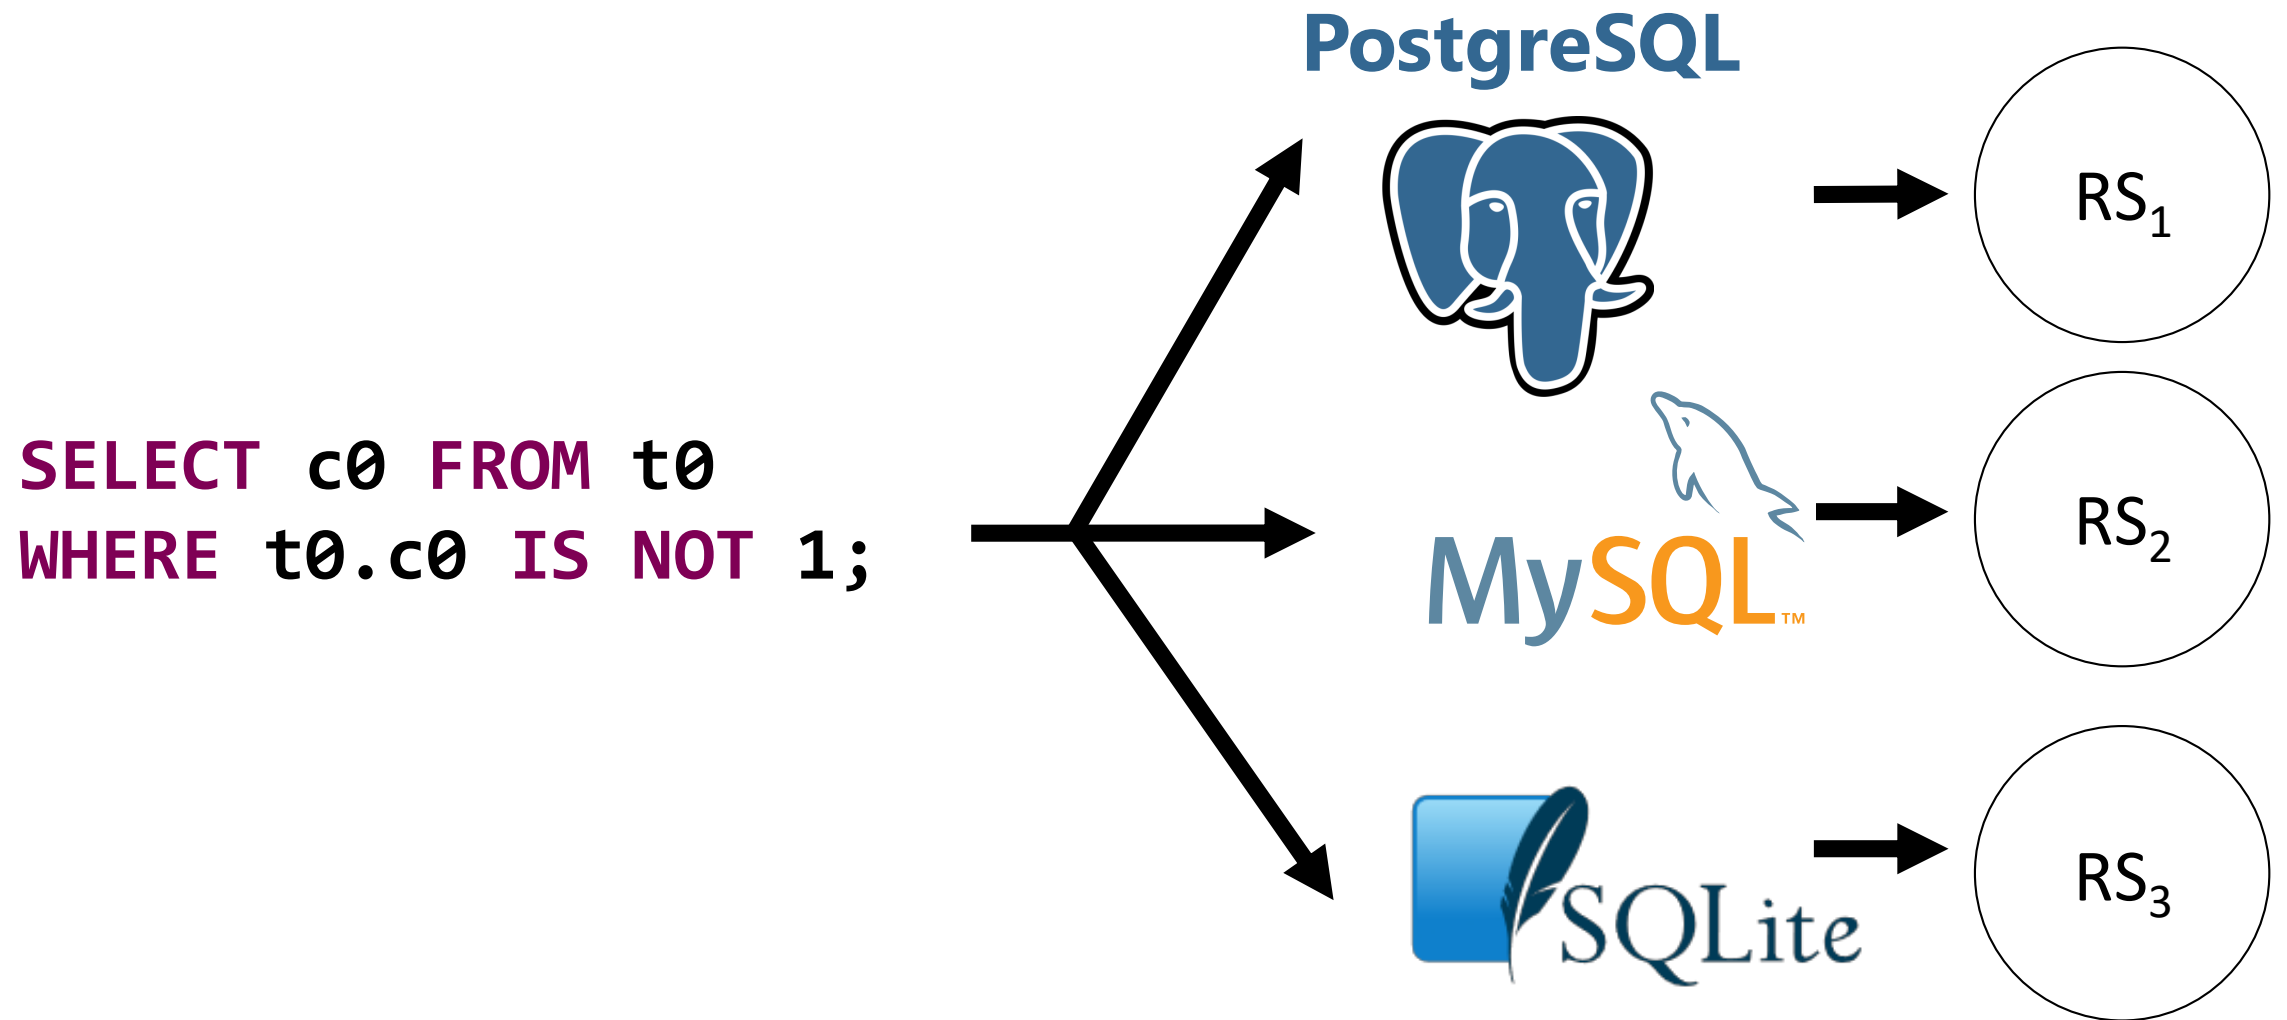 SELECT c0 FROM t0
WHERE t0.c0 IS NOT 1;
PostgreSQL
RS₁
MySQL™
RS₂
SQLite
RS₃